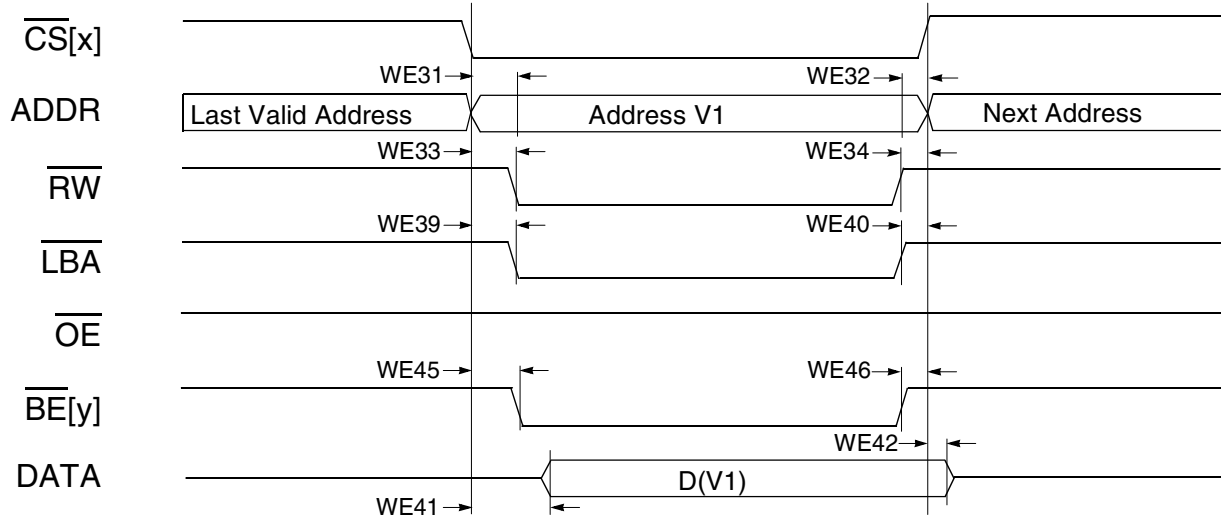 CS[x]
WE31
WE32
ADDR
Last Valid Address
Address V1
Next Address
WE33
WE34
RW
WE39
WE40
LBA
OE
WE45
WE46
BE[y]
WE42
DATA
D(V1)
WE41